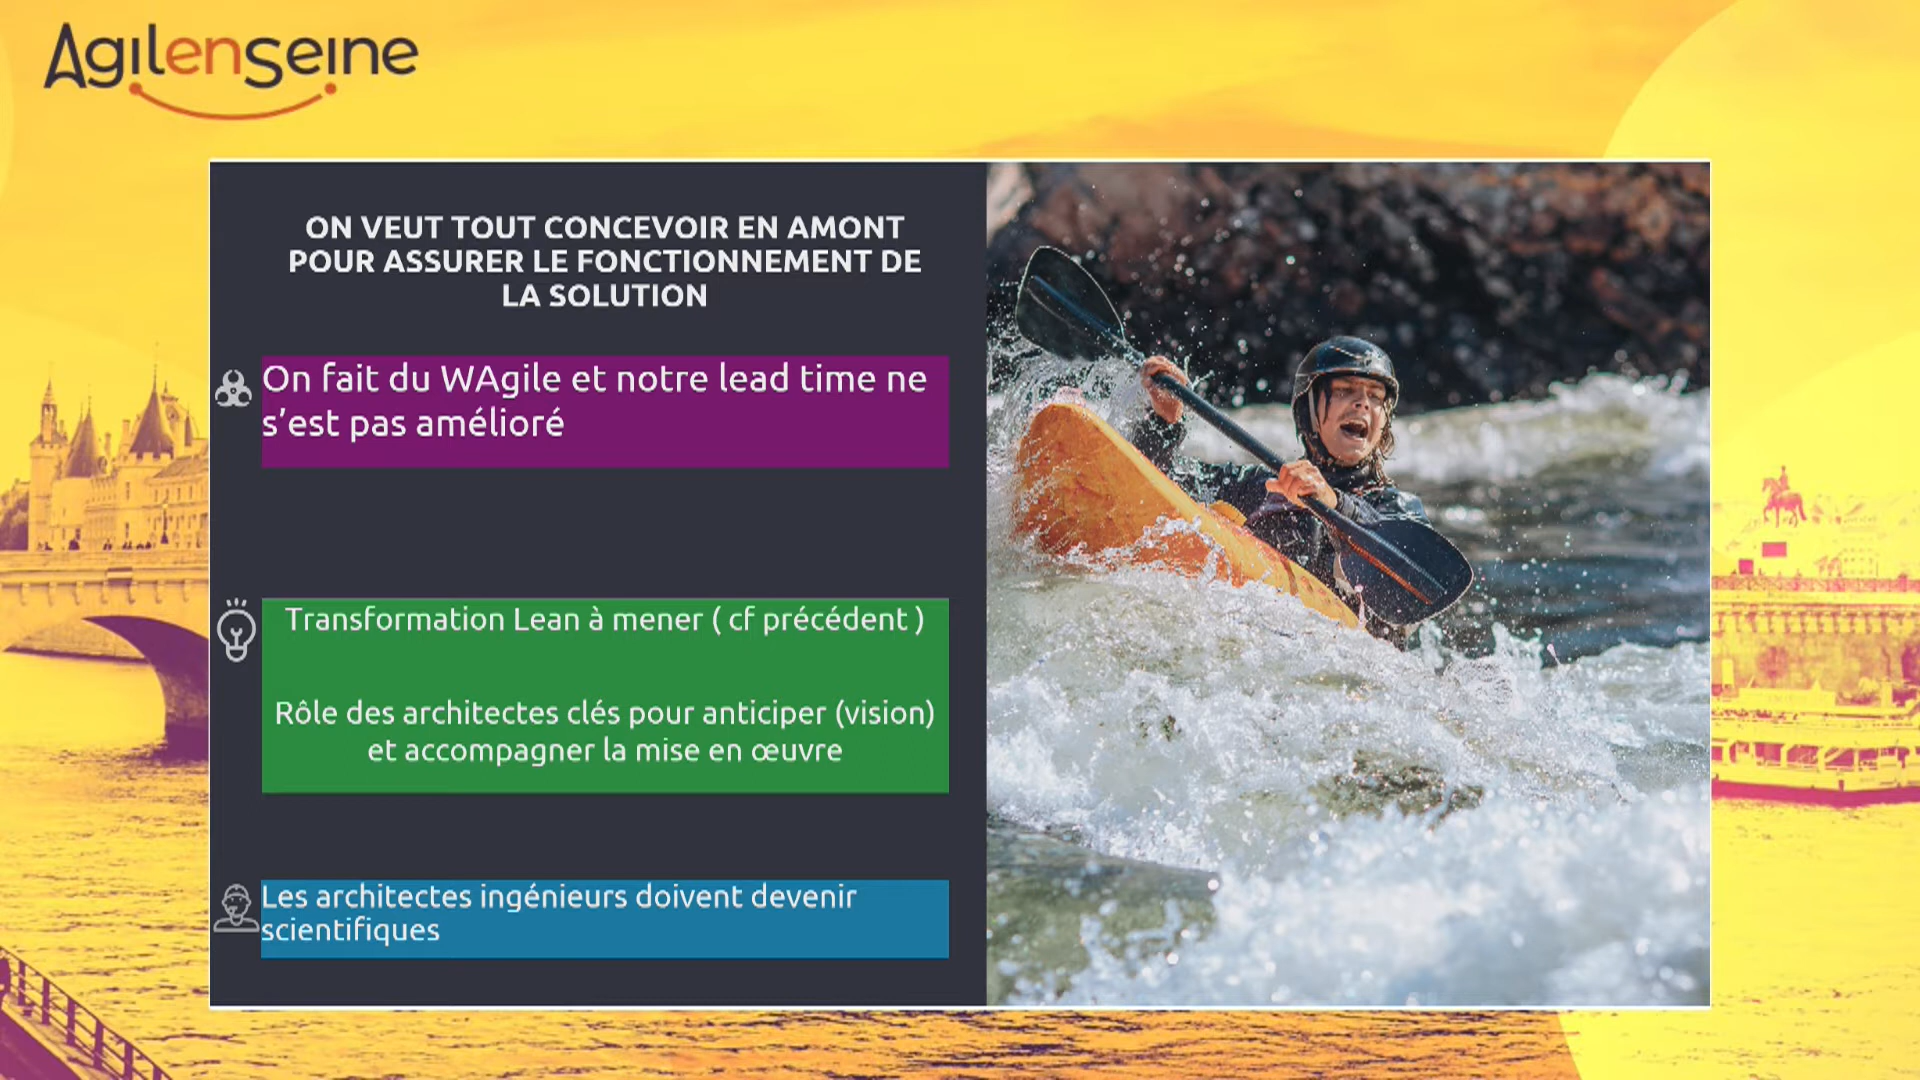 Agilenseine
ON VEUT TOUT CONCEVOIR EN AMONT
POUR ASSURER LE FONCTIONNEMENT DE
LA SOLUTION
On fait du WAgile et notre lead time ne
s’est pas amélioré
Transformation Lean à mener ( cf précédent )
Rôle des architectes clés pour anticiper (vision)
et accompagner la mise en œuvre
Les architectes ingénieurs doivent devenir
scientifiques